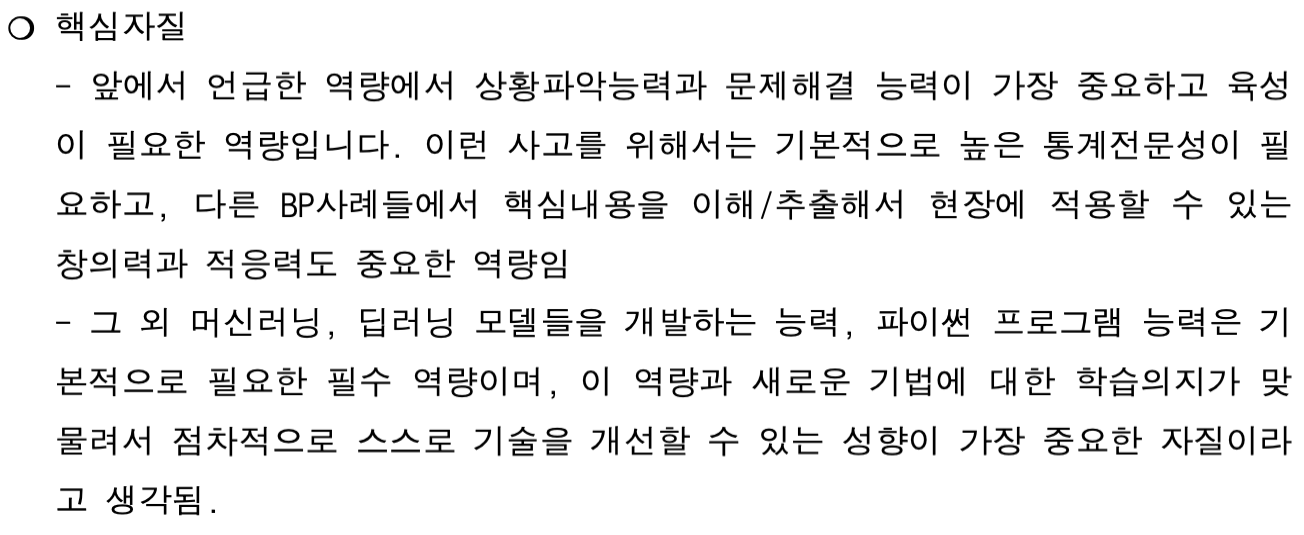 ○ 핵심자질
- 앞에서 언급한 역량에서 상황파악능력과 문제해결 능력이 가장 중요하고 육성
이 필요한 역량입니다. 이런 사고를 위해서는 기본적으로 높은 통계전문성이 필
요하고, 다른 BP사례들에서 핵심내용을 이해/추출해서 현장에 적용할 수 있는
창의력과 적응력도 중요한 역량임
- 그 외 머신러닝, 딥러닝 모델들을 개발하는 능력, 파이썬 프로그램 능력은 기
본적으로 필요한 필수 역량이며, 이 역량과 새로운 기법에 대한 학습의지가 맞
물려서 점차적으로 스스로 기술을 개선할 수 있는 성향이 가장 중요한 자질이라
고 생각됨.